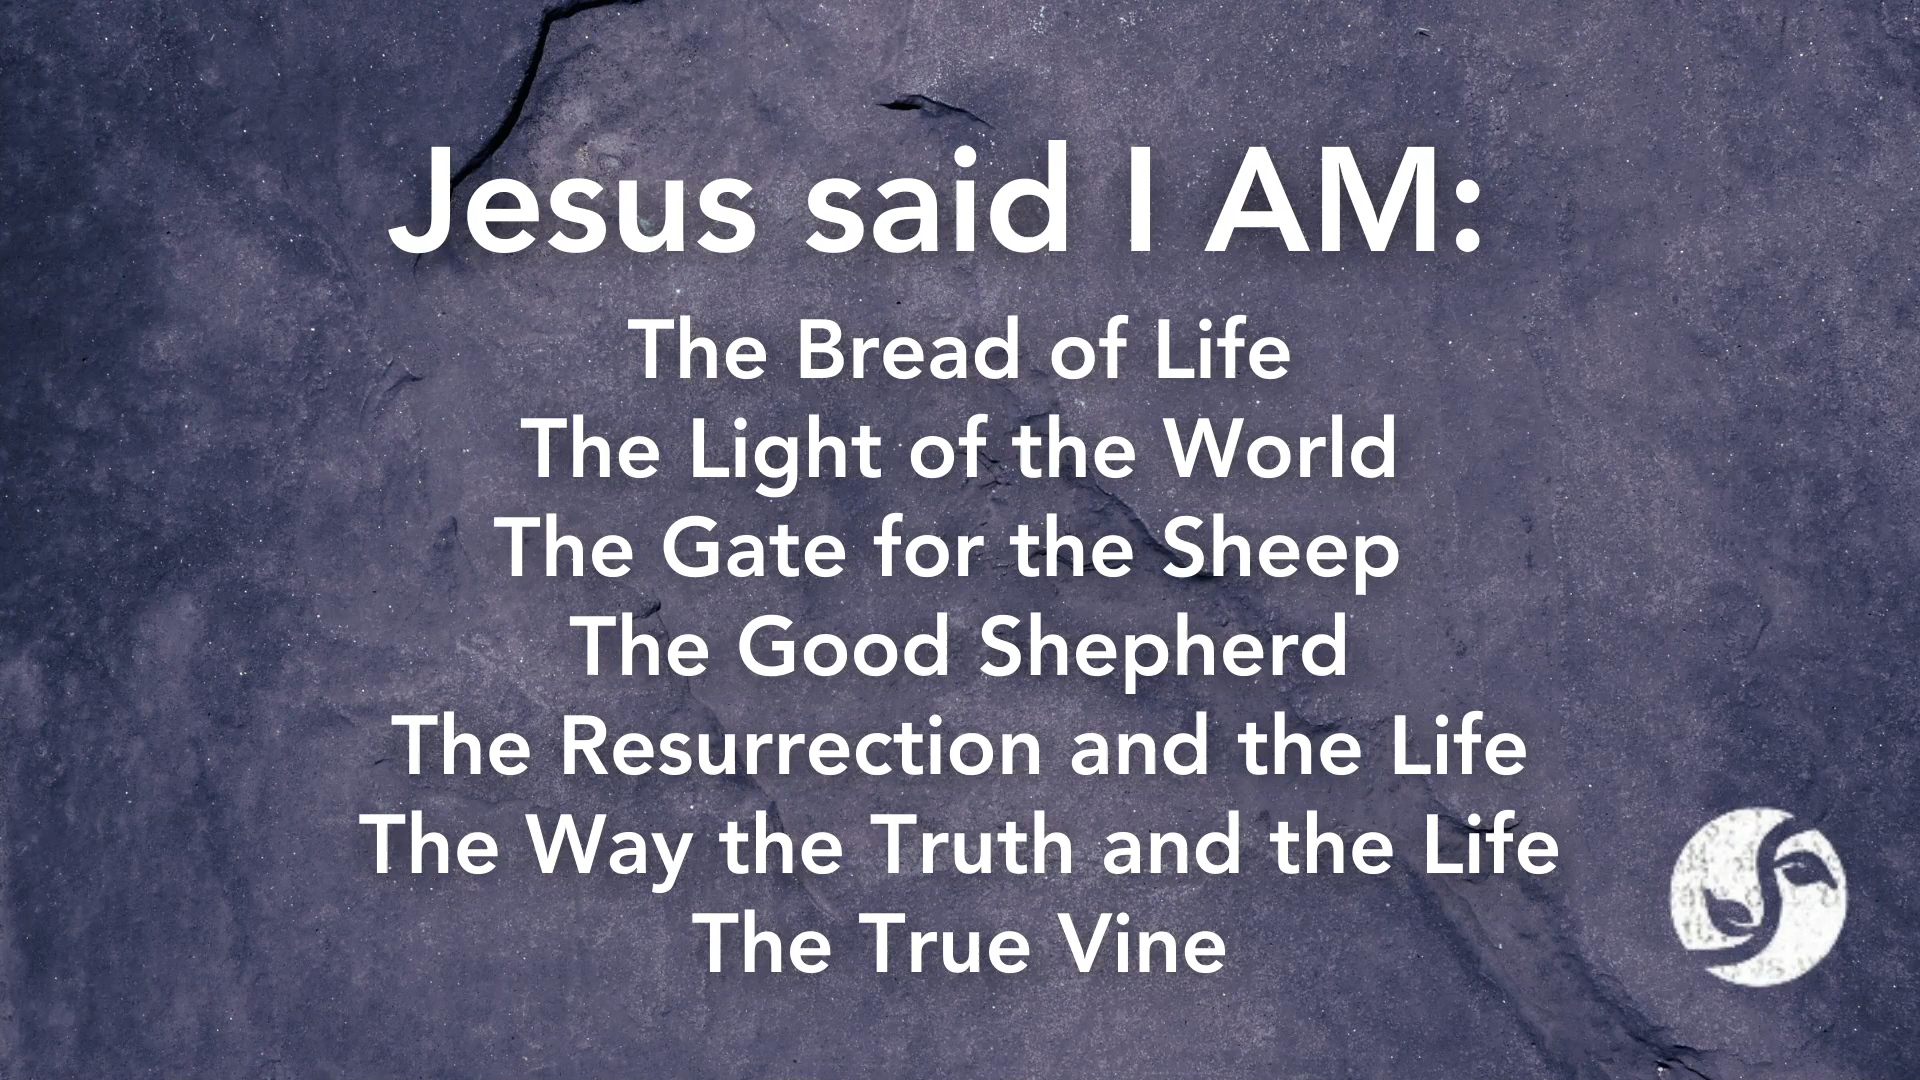 Jesus said I AM:
The Bread of Life
The Light of the World
The Gate for the Sheep
The Good Shepherd
The Resurrection and the Life
The Way the Truth and the Life
The True Vine